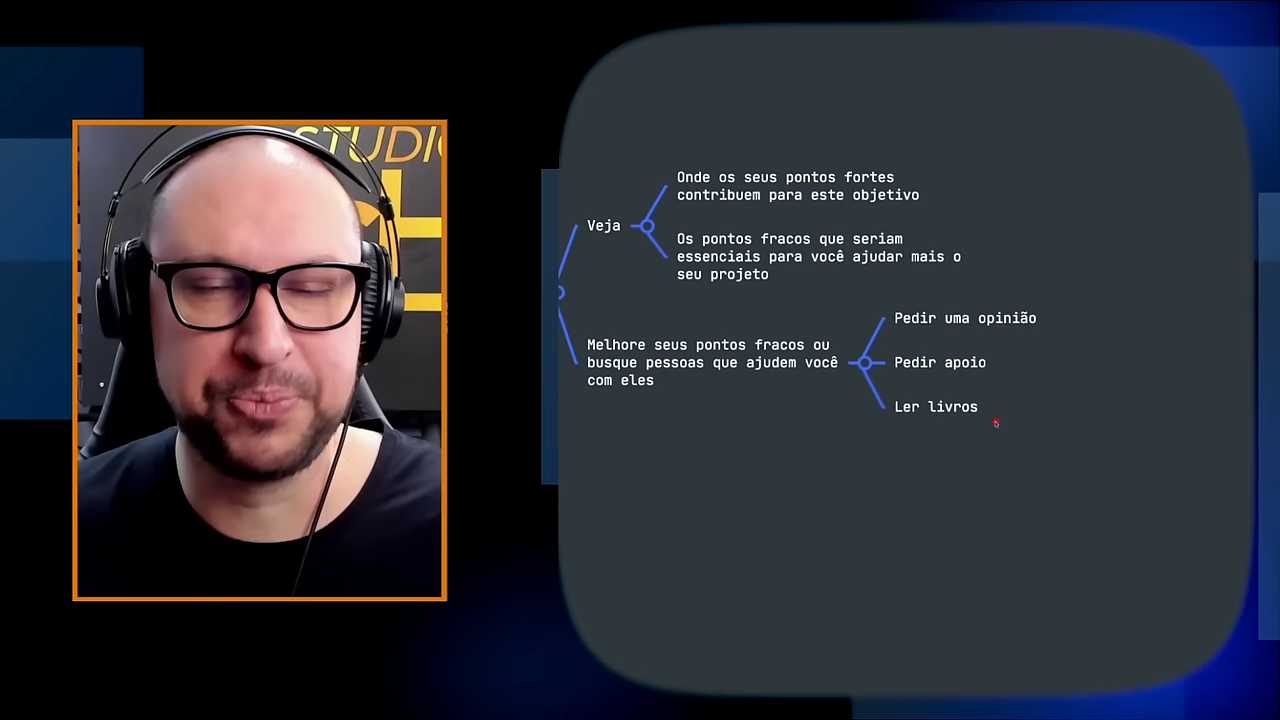 STUDIO
Onde os seus pontos fortes
contribuem para este objetivo
Veja
Os pontos fracos que seriam
essenciais para você ajudar mais o
seu projeto
Pedir uma opinião
Melhore seus pontos fracos ou
busque pessoas que ajudem você
com eles
Pedir apoio
Ler livros